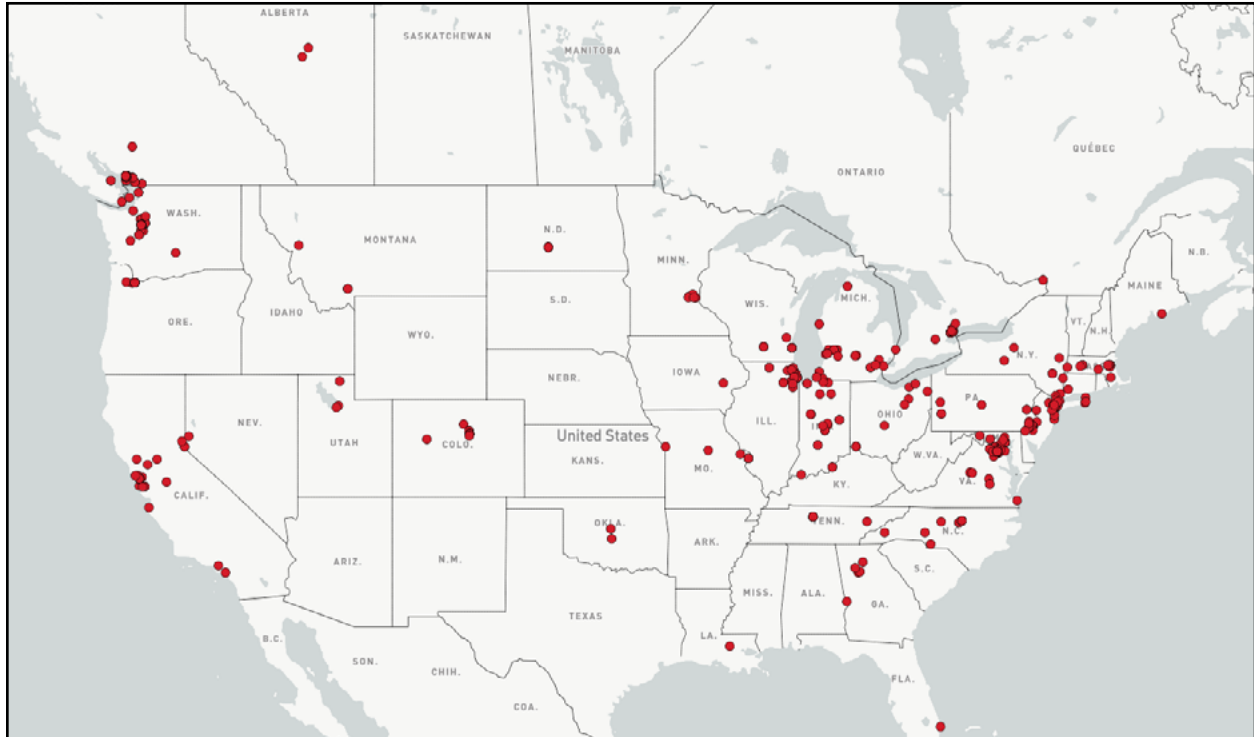 ALBERTA
SASKATCHEWAN
MANITOBA
ONTARIO
QUÉBEC
WASH.
MONTANA
N.D.
MINN.
N.B.
MAINE
ORE.
IDAHO
S.D.
WIS.
MICH.
VT.
N.H.
WYO.
N.Y.
IOWA
NEBR.
PA.
NEV.
UTAH
COLO.
United States
ILL.
OHIO
KANS.
W.VA.
CALIF.
MO.
KY.
VA.
OKLA.
TENN.
N.C.
ARIZ.
N.M.
ARK.
S.C.
MISS.
ALA.
GA.
TEXAS
LA.
B.C.
SON.
CHIH.
COA.
FLA.